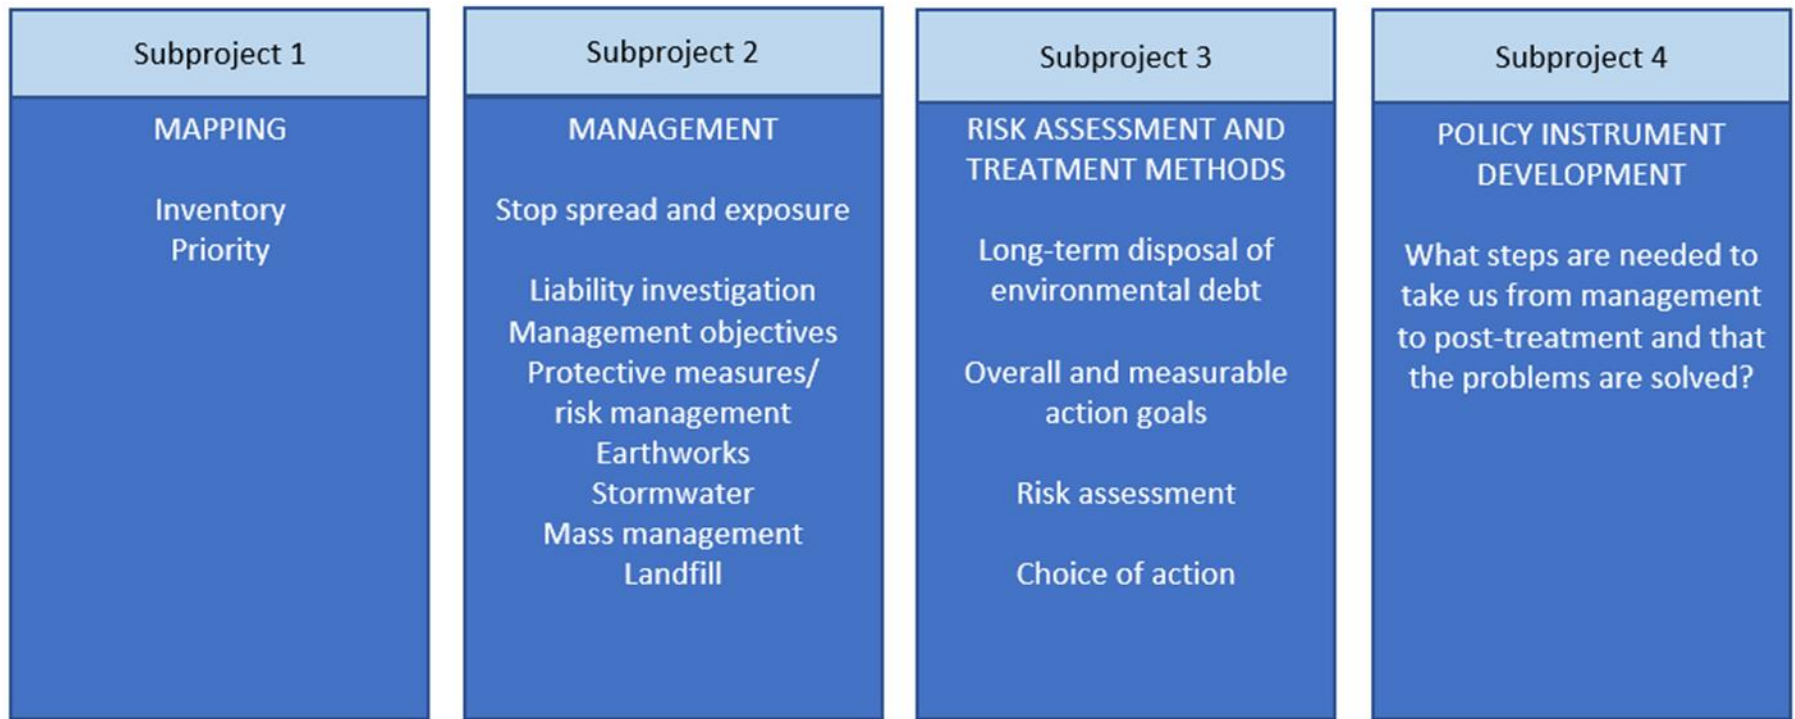 Subproject 1
MAPPING
Inventory
Priority
Subproject 2
MANAGEMENT
Stop spread and exposure
Liability investigation
Management objectives
Protective measures/
risk management
Earthworks
Stormwater
Mass management
Landfill
Subproject 3
RISK ASSESSMENT AND
TREATMENT METHODS
Long-term disposal of
environmental debt
Overall and measurable
action goals
Risk assessment
Choice of action
Subproject 4
POLICY INSTRUMENT
DEVELOPMENT
What steps are needed to
take us from management
to post-treatment and that
the problems are solved?